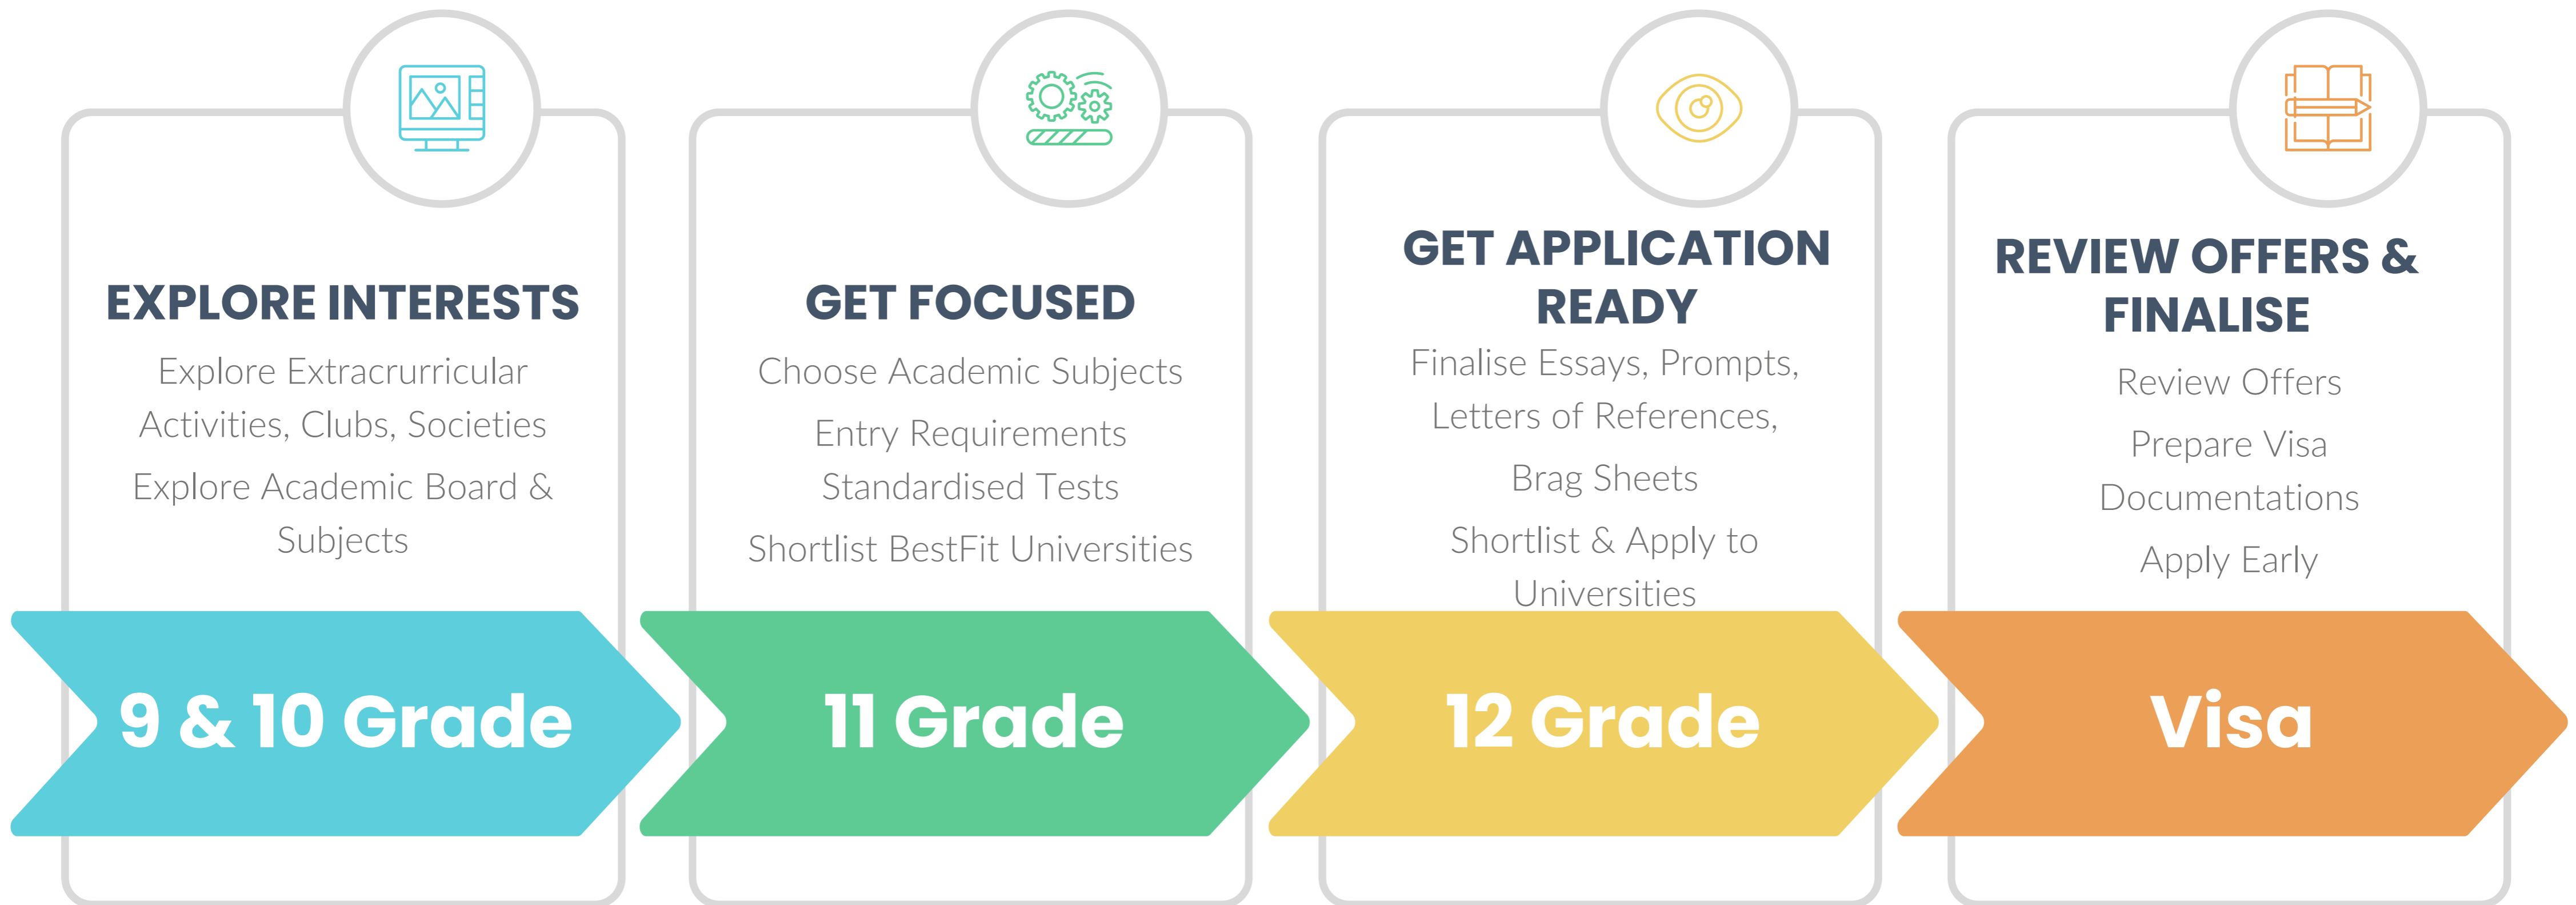 EXPLORE INTERESTS
Explore Extracrurricular
Activities, Clubs, Societies
Explore Academic Board &
Subjects
9 & 10 Grade
GET FOCUSED
Choose Academic Subjects
Entry Requirements
Standardised Tests
Shortlist BestFit Universities
11 Grade
GET APPLICATION
READY
Finalise Essays, Prompts,
Letters of References,
Brag Sheets
Shortlist & Apply to
Universities
12 Grade
REVIEW OFFERS &
FINALISE
Review Offers
Prepare Visa
Documentations
Apply Early
Visa